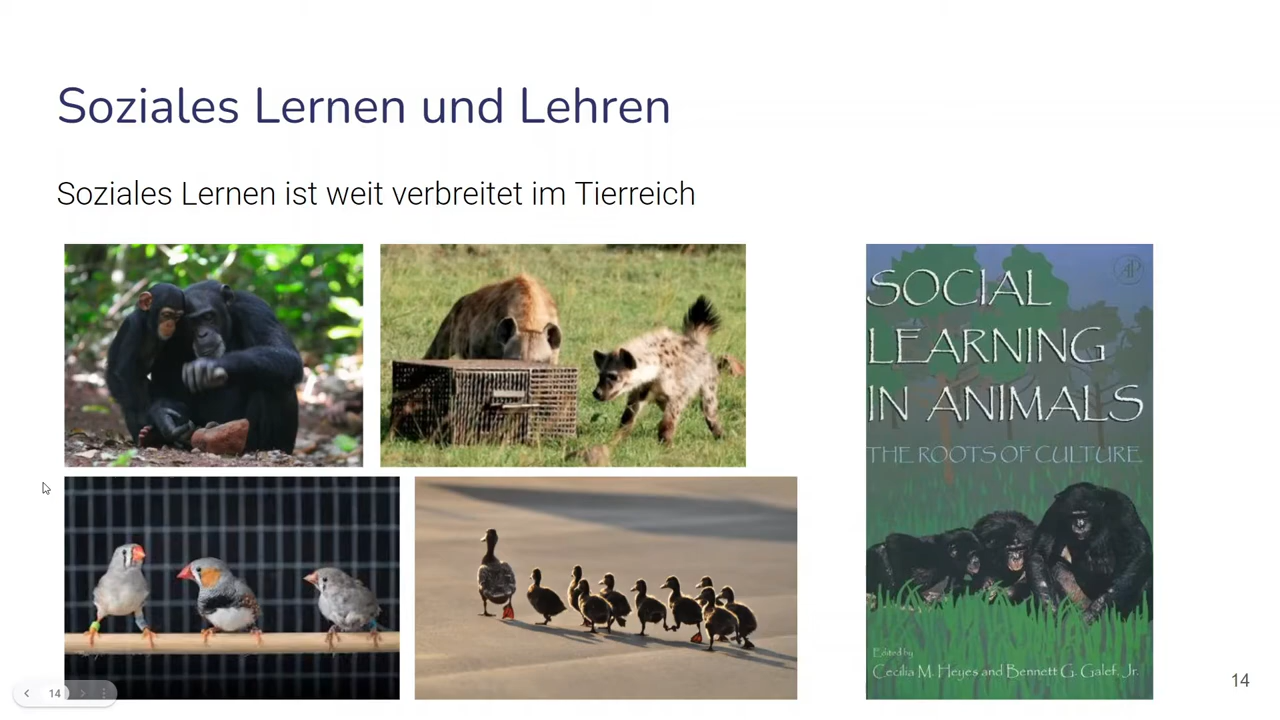 Soziales Lernen und Lehren
Soziales Lernen ist weit verbreitet im Tierreich
SOCIAL
LEARNING
IN ANIMALS
THE ROOTS OF CULTURE
Edited by
Cecilia M. Heyes and Bennett G. Galef, Jr.
AP
14
14